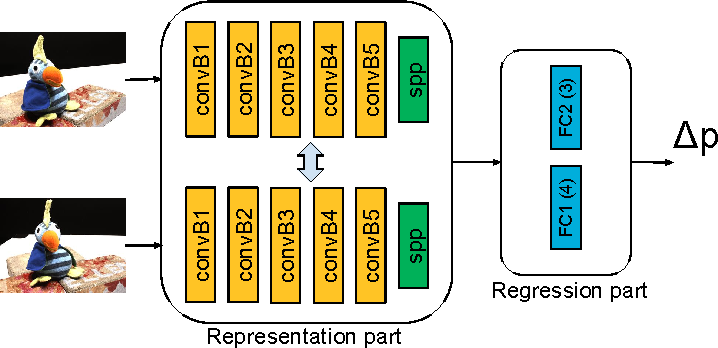 convB1
convB2
convB3
convB4
convB5
spp
convB1
convB2
convB3
convB4
convB5
spp
Representation part
FC2 (3)
FC1 (4)
Regression part
Δp